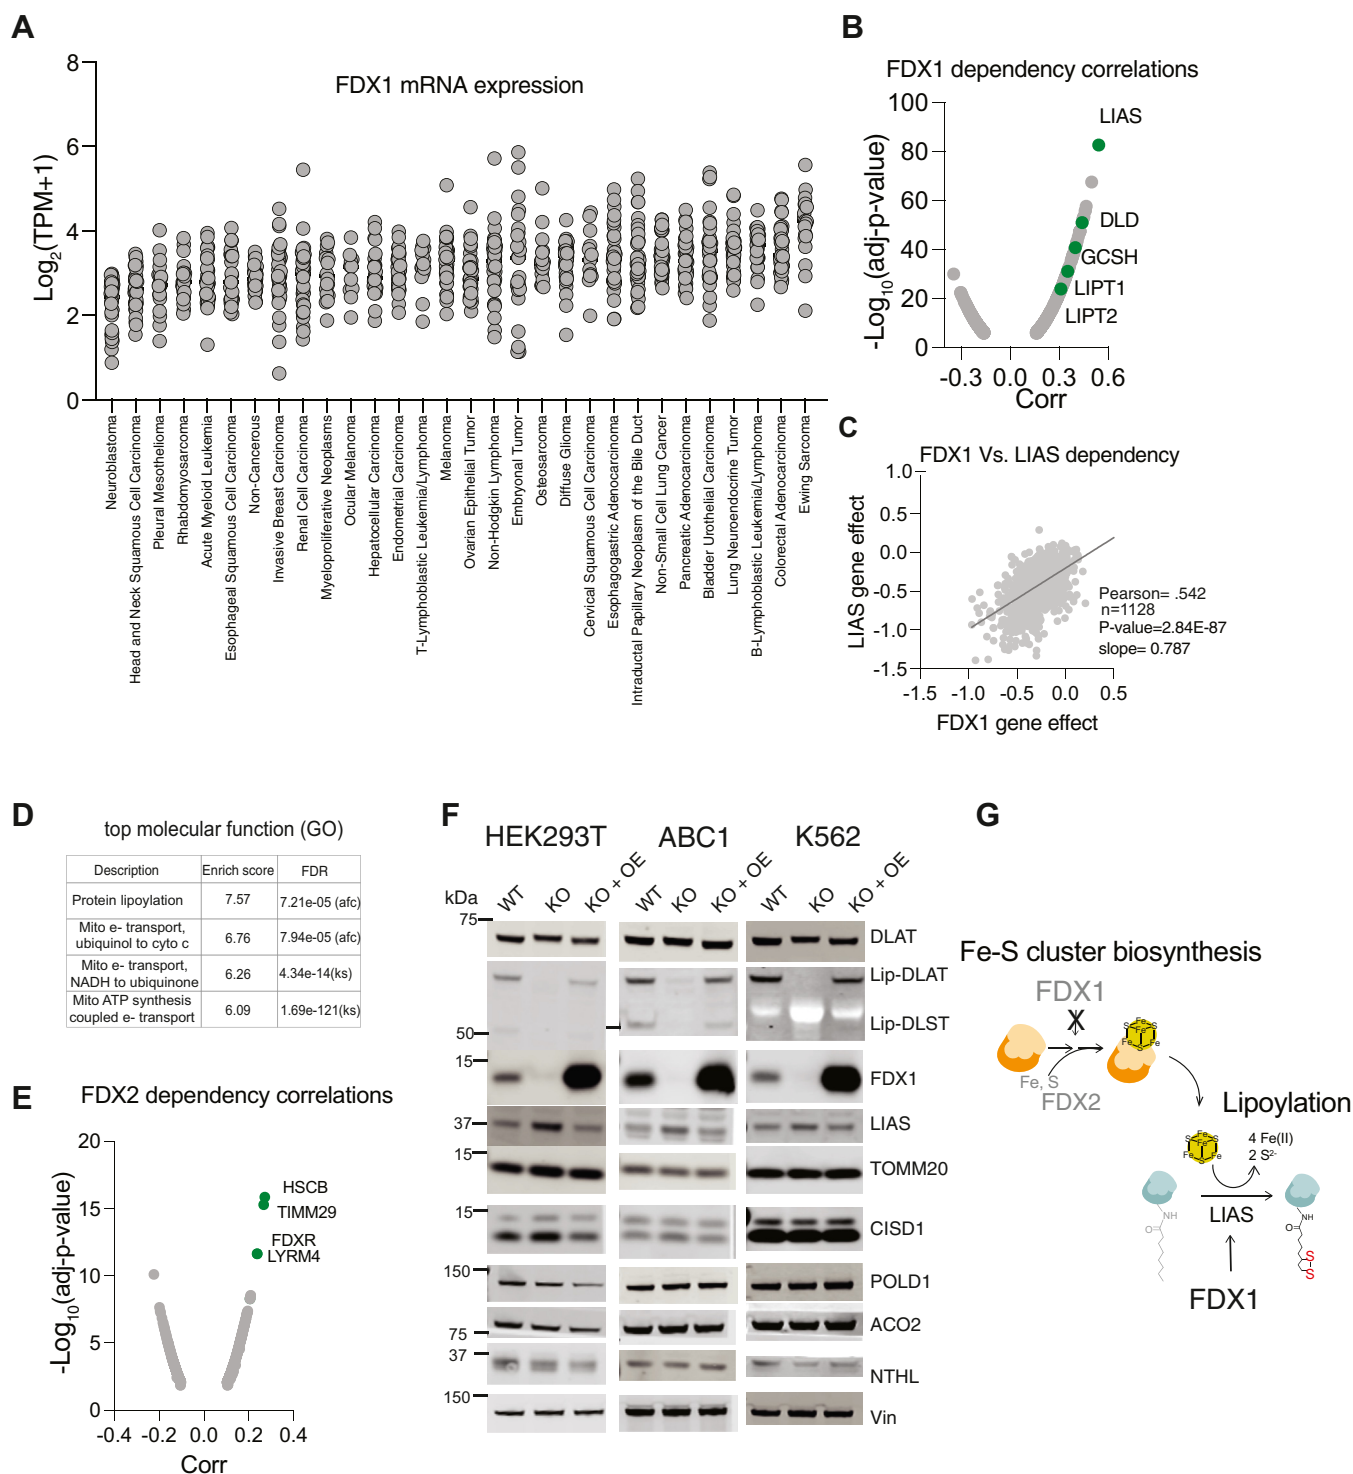 A
FDX1 mRNA expression
Log2(TPM+1)
8
6
4
2
0
Neuroblastoma
Head and Neck Squamous Cell Carcinoma
Pleural Mesothelioma
Rhabdomyosarcoma
Acute Myeloid Leukemia
Esophageal Squamous Cell Carcinoma
Non-Cancerous
Invasive Breast Carcinoma
Renal Cell Carcinoma
Myeloproliferative Neoplasms
Ocular Melanoma
Hepatocellular Carcinoma
Endometrial Carcinoma
T-Lymphoblastic Leukemia/Lymphoma
Melanoma
Ovarian Epithelial Tumor
Non-Hodgkin Lymphoma
Embryonal Tumor
Osteosarcoma
Diffuse Glioma
Cervical Squamous Cell Carcinoma
Esophagogastric Adenocarcinoma
Intraductal Papillary Neoplasm of the Bile Duct
Non-Small Cell Lung Cancer
Pancreatic Adenocarcinoma
Bladder Urothelial Carcinoma
Lung Neuroendocrine Tumor
B-Lymphoblastic Leukemia/Lymphoma
Colorectal Adenocarcinoma
Ewing Sarcoma
B
FDX1 dependency correlations
-Log10(adj-p-value)
100
80
60
40
20
0
LIAS
DLD
GCSH
LIPT1
LIPT2
-0.3 0.0 0.3 0.6
Corr
C
FDX1 Vs. LIAS dependency
LIAS gene effect
1.0
0.5
0.0
-0.5
-1.0
-1.5
Pearson= .542
n=1128
P-value=2.84E-87
slope= 0.787
-1.5 -1.0 -0.5 0.0 0.5
FDX1 gene effect
D
top molecular function (GO)
Description Enrich score FDR
Protein lipoylation 7.57 7.21e-05 (afc)
Mito e- transport,
ubiquinol to cyto c 6.76 7.94e-05 (afc)
Mito e- transport,
NADH to ubiquinone 6.26 4.34e-14(ks)
Mito ATP synthesis
coupled e- transport 6.09 1.69e-121(ks)
E
FDX2 dependency correlations
-Log10(adj-p-value)
20
15
10
5
0
HSCB
TIMM29
FDXR
LYRM4
-0.4 -0.2 0.0 0.2 0.4
Corr
F
HEK293T ABC1 K562
kDa WT KO KO + OE WT KO KO + OE WT KO KO + OE
75 DLAT
Lip-DLAT
50 Lip-DLST
15 FDX1
37 LIAS
15 TOMM20
15 CISD1
150 POLD1
75 ACO2
37 NTHL
150 Vin
G
Fe-S cluster biosynthesis
FDX1
X
Fe, S
FDX2
Fe S S Fe Fe S Fe S
Lipoylation
Fe S S Fe Fe S Fe S
4 Fe(II)
2 S2-
NH
O
LIAS
NH
O
S
S
FDX1